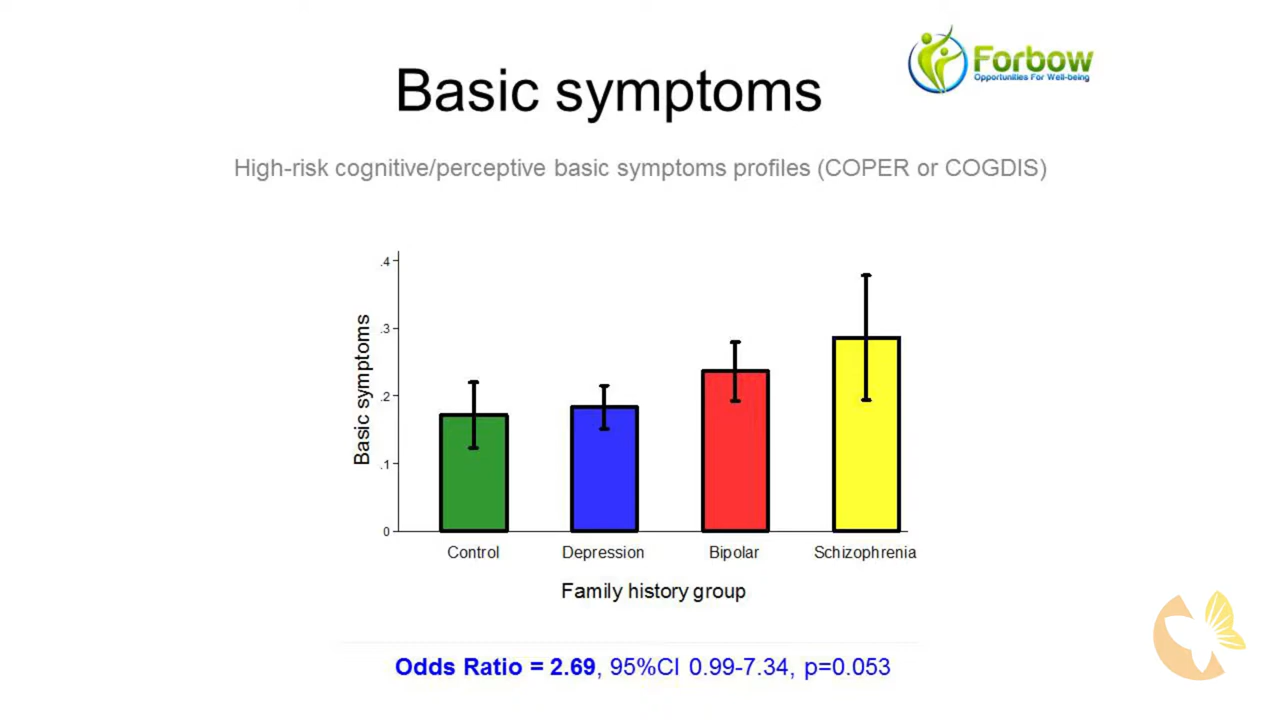 Forbow
Opportunities For Well-being
Basic symptoms
High-risk cognitive/perceptive basic symptoms profiles (COPER or COGDIS)
Basic symptoms
.4
.3
.2
.1
0
Control Depression Bipolar Schizophrenia
Family history group
Odds Ratio = 2.69, 95%CI 0.99-7.34, p=0.053